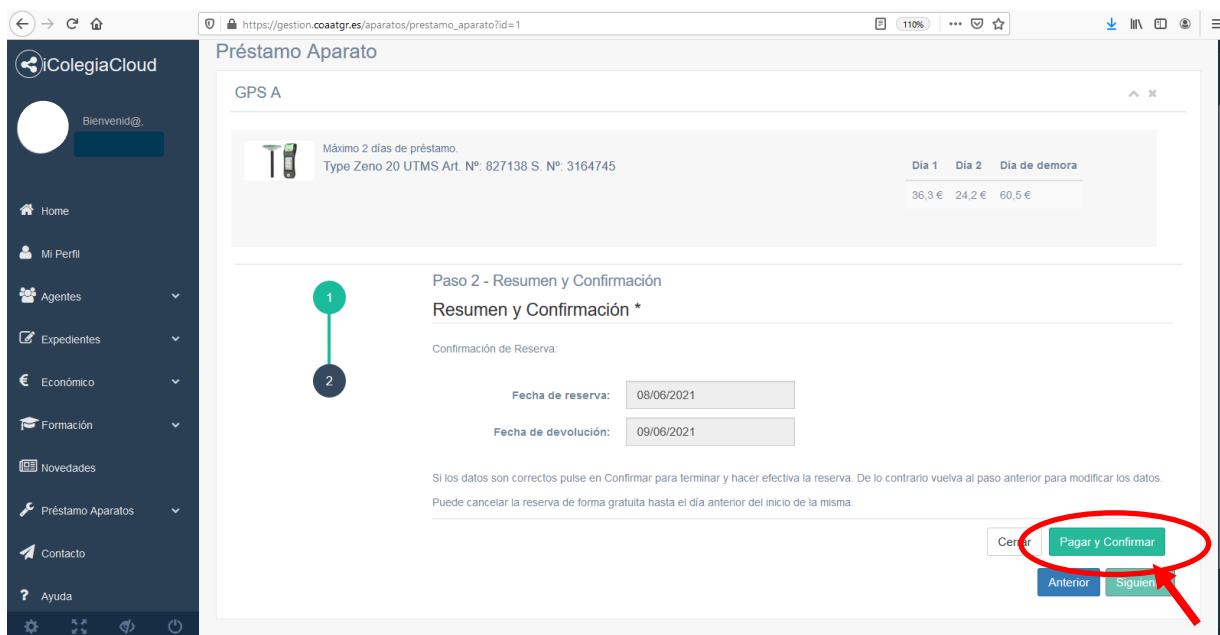 https://gestion.coaatgr.es/aparatos/prestamo_aparato?id=1
110%
iColegiaCloud
Bienvenid@,
Home
Mi Perfil
Agentes
Expedientes
Económico
Formación
Novedades
Préstamo Aparatos
Contacto
Ayuda
Préstamo Aparato
GPS A
Máximo 2 días de préstamo.
Type Zeno 20 UTMS Art. Nº: 827138 S. Nº: 3164745
Día 1 Día 2 Día de demora
36,3 € 24,2 € 60,5 €
1
2
Paso 2 - Resumen y Confirmación
Resumen y Confirmación *
Confirmación de Reserva:
Fecha de reserva: 08/06/2021
Fecha de devolución: 09/06/2021
Si los datos son correctos pulse en Confirmar para terminar y hacer efectiva la reserva. De lo contrario vuelva al paso anterior para modificar los datos.
Puede cancelar la reserva de forma gratuita hasta el día anterior del inicio de la misma.
Cerrar Pagar y Confirmar
Anterior